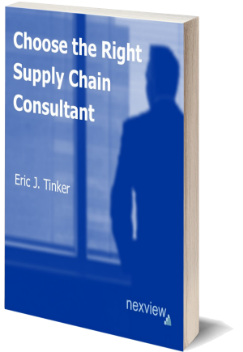 Choose the Right
Supply Chain
Consultant
Eric J. Tinker
nexview